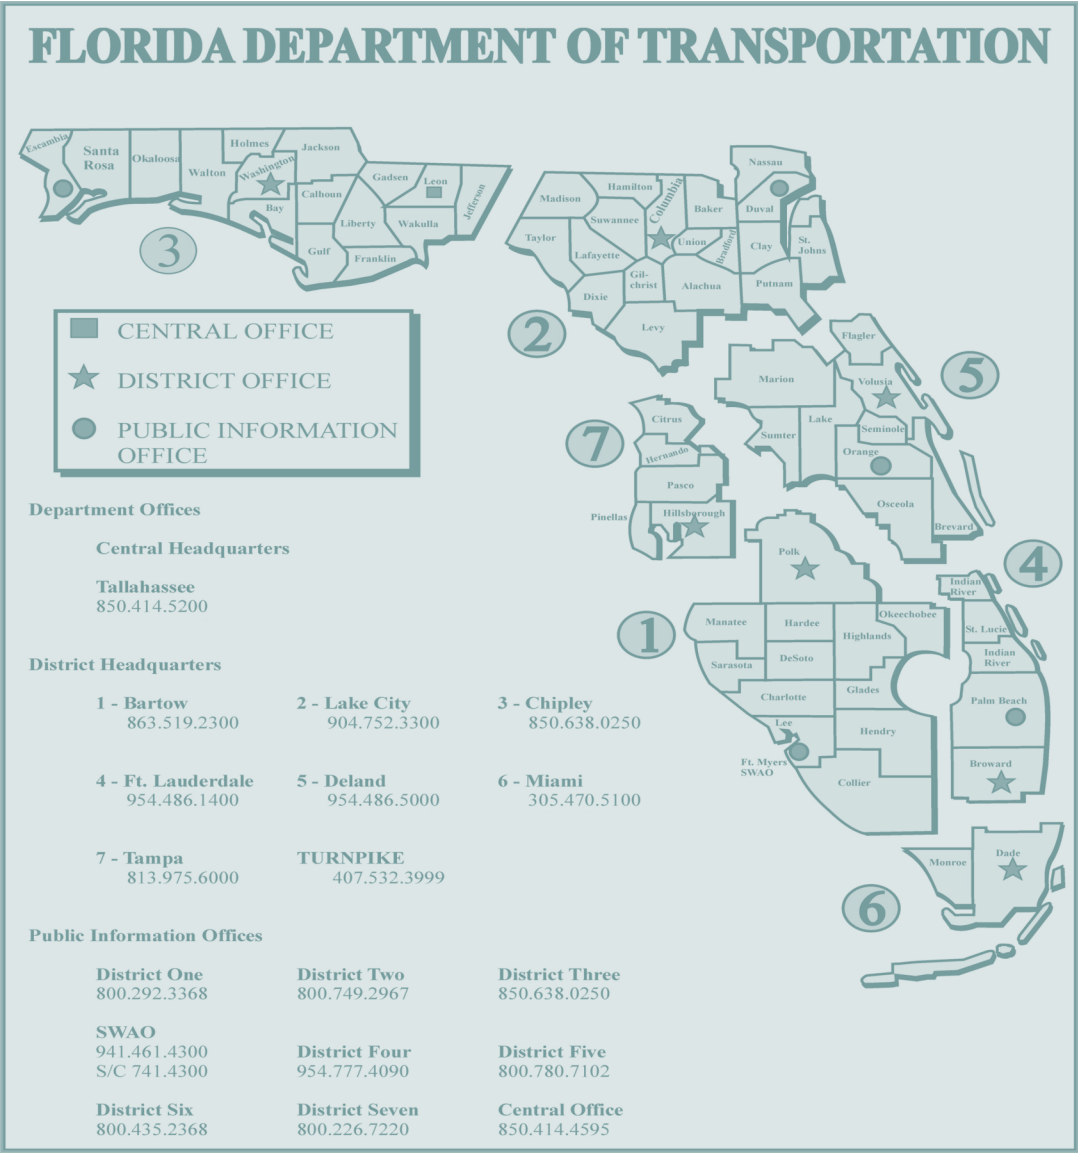 FLORIDA DEPARTMENT OF TRANSPORTATION
Escambia
Santa
Rosa
Okaloosa
Walton
Holmes
Washington
Jackson
Bay
Calhoun
Gulf
Liberty
Gadsen
Franklin
Wakulla
Leon
Jefferson
3
Madison
Hamilton
Columbia
Baker
Nassau
Duval
Taylor
Suwannee
Lafayette
Union
Bradford
Clay
St.
Johns
Dixie
Gil-
christ
Alachua
Putnam
Levy
2
CENTRAL OFFICE
DISTRICT OFFICE
PUBLIC INFORMATION
OFFICE
Flagler
Volusia
Marion
Lake
Sumter
Seminole
Orange
Osceola
Brevard
5
Citrus
Hernando
Pasco
Pinellas
Hillsborough
7
Polk
Manatee
Hardee
Okeechobee
Highlands
Sarasota
DeSoto
Charlotte
Glades
Lee
Hendry
Ft. Myers
SWAO
Collier
1
Indian
River
St. Lucie
Indian
River
Palm Beach
Broward
4
Monroe
Dade
6
Department Offices
Central Headquarters
Tallahassee
850.414.5200
District Headquarters
1 - Bartow 2 - Lake City 3 - Chipley
863.519.2300 904.752.3300 850.638.0250
4 - Ft. Lauderdale 5 - Deland 6 - Miami
954.486.1400 954.486.5000 305.470.5100
7 - Tampa TURNPIKE
813.975.6000 407.532.3999
Public Information Offices
District One District Two District Three
800.292.3368 800.749.2967 850.638.0250
SWAO
941.461.4300 District Four District Five
S/C 741.4300 954.777.4090 800.780.7102
District Six District Seven Central Office
800.435.2368 800.226.7220 850.414.4595